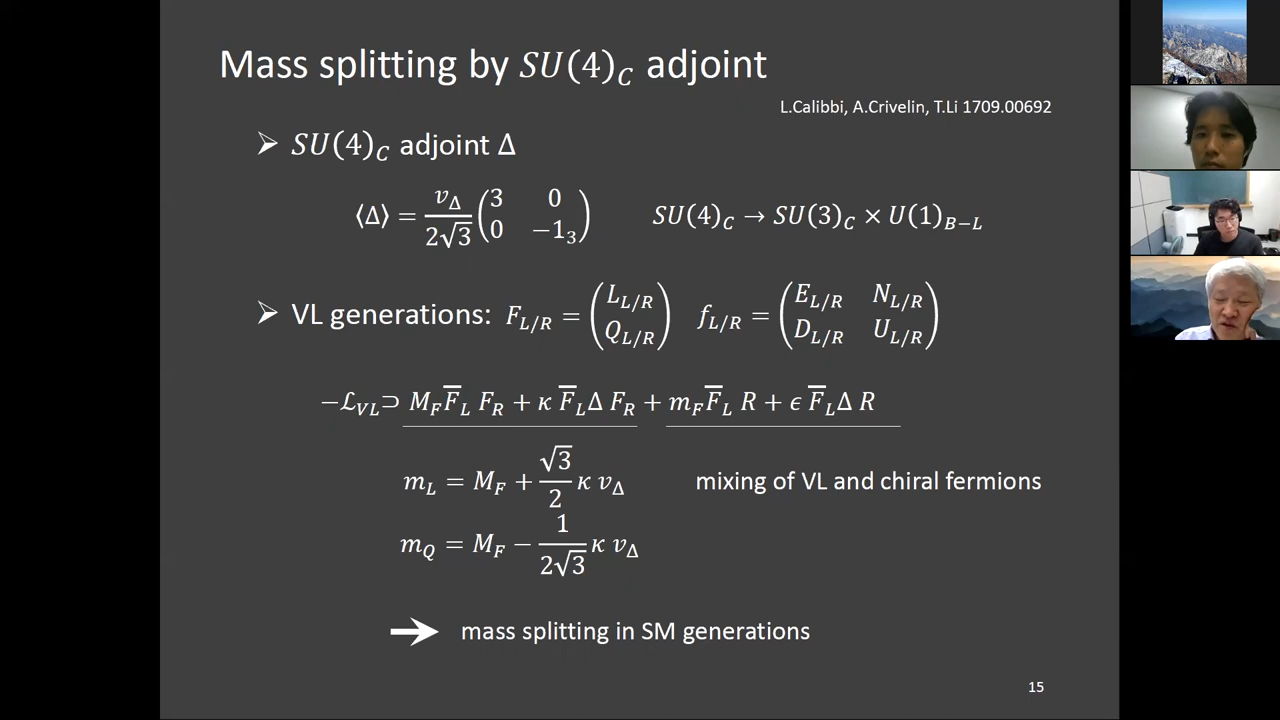 Mass splitting by SU(4)_C adjoint
L.Calibbi, A.Crivelin, T.Li 1709.00692
➢ SU(4)_C adjoint Δ
⟨Δ⟩ = v_Δ/(2√3) (3 0; 0 −1_3) SU(4)_C → SU(3)_C × U(1)_{B−L}
➢ VL generations: F_{L/R} = (L_{L/R}; Q_{L/R}) f_{L/R} = (E_{L/R} N_{L/R}; D_{L/R} U_{L/R})
−ℒ_{VL} ⊃ M_F F̅_L F_R + κ F̅_L Δ F_R + m_F F̅_L R + ϵ F̅_L Δ R
m_L = M_F + (√3/2) κ v_Δ mixing of VL and chiral fermions
m_Q = M_F − 1/(2√3) κ v_Δ
➔ mass splitting in SM generations
15